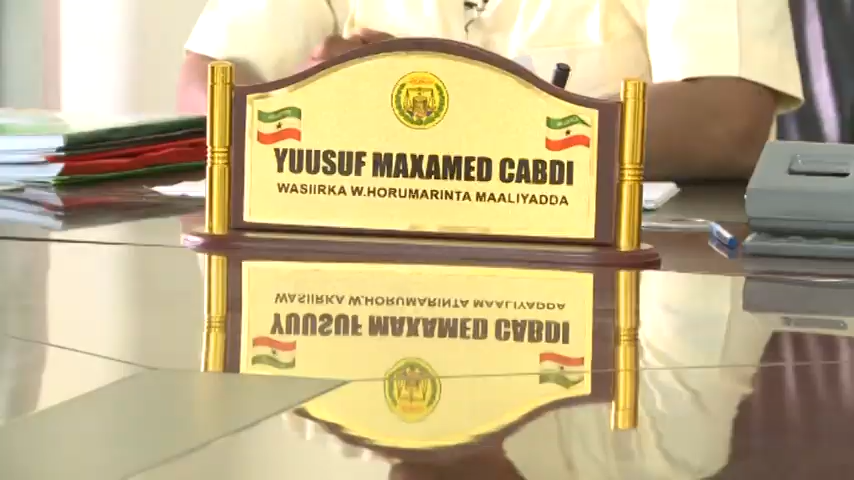 YUUSUF MAXAMED CABDI
WASIIRKA W.HORUMARINTA MAALIYADDA